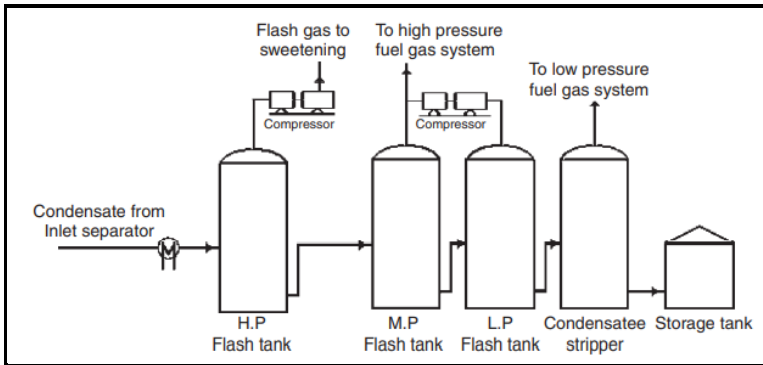 Flash gas to
sweetening
To high pressure
fuel gas system
To low pressure
fuel gas system
Compressor
Compressor
Condensate from
Inlet separator
H.P
Flash tank
M.P
Flash tank
L.P
Flash tank
Condensatee
stripper
Storage tank